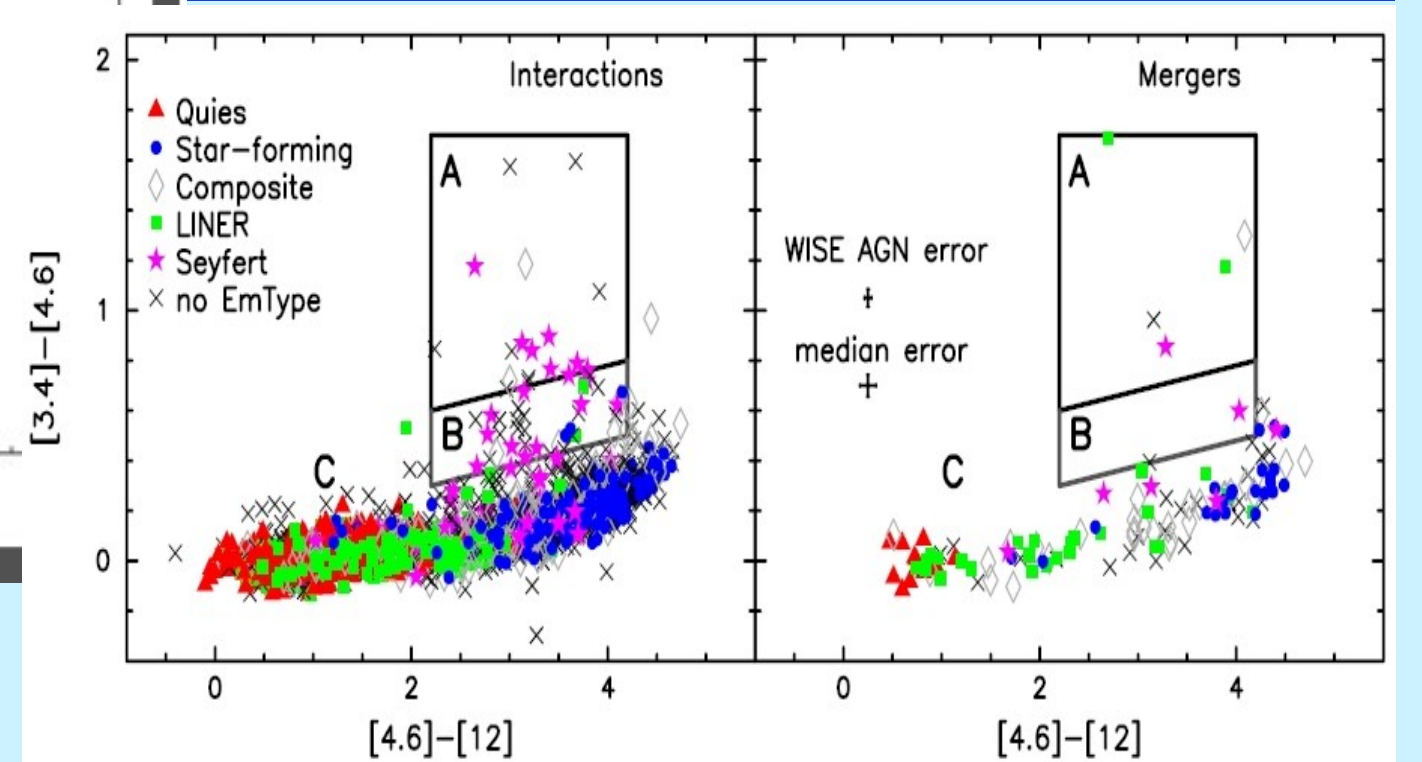 Interactions
Mergers
2
1
0
Quies
Star-forming
Composite
LINER
Seyfert
no EmType
A
B
C
A
B
C
WISE AGN error
median error
[3.4]-[4.6]
0 2 4
0 2 4
[4.6]-[12]
[4.6]-[12]